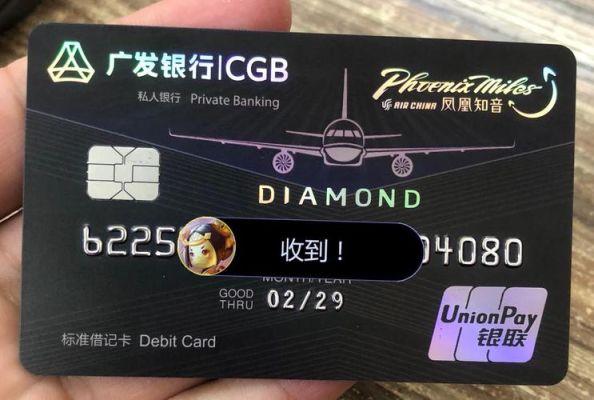 广发银行|CGB
私人银行 Private Banking
Phoenix Miles
AIR CHINA 凤凰知音
DIAMOND
6225
收到！
04080
MONTH/YEAR
GOOD THRU 02/29
标准借记卡 Debit Card
UnionPay
银联